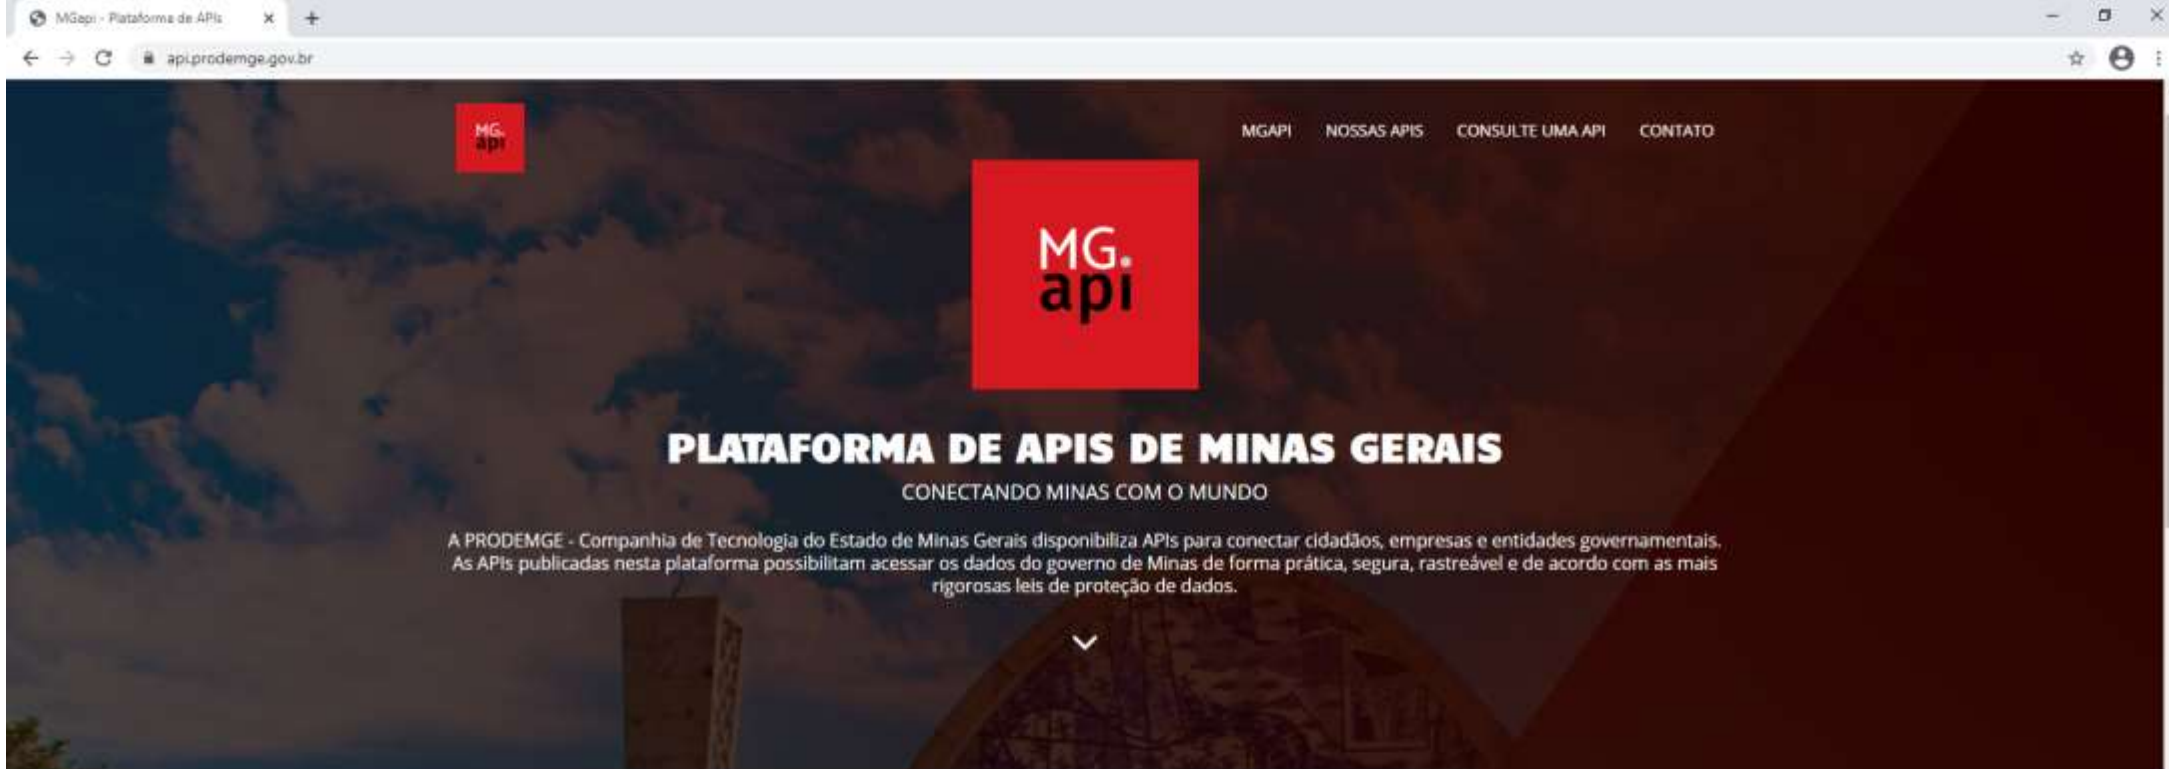 MGapi - Plataforma de APIs
api.prodemge.gov.br
MG.
api
MGAPI NOSSAS APIS CONSULTE UMA API CONTATO
MG.
api
PLATAFORMA DE APIS DE MINAS GERAIS
CONECTANDO MINAS COM O MUNDO
A PRODEMGE - Companhia de Tecnologia do Estado de Minas Gerais disponibiliza APIs para conectar cidadãos, empresas e entidades governamentais.
As APIs publicadas nesta plataforma possibilitam acessar os dados do governo de Minas de forma prática, segura, rastreável e de acordo com as mais
rigorosas leis de proteção de dados.